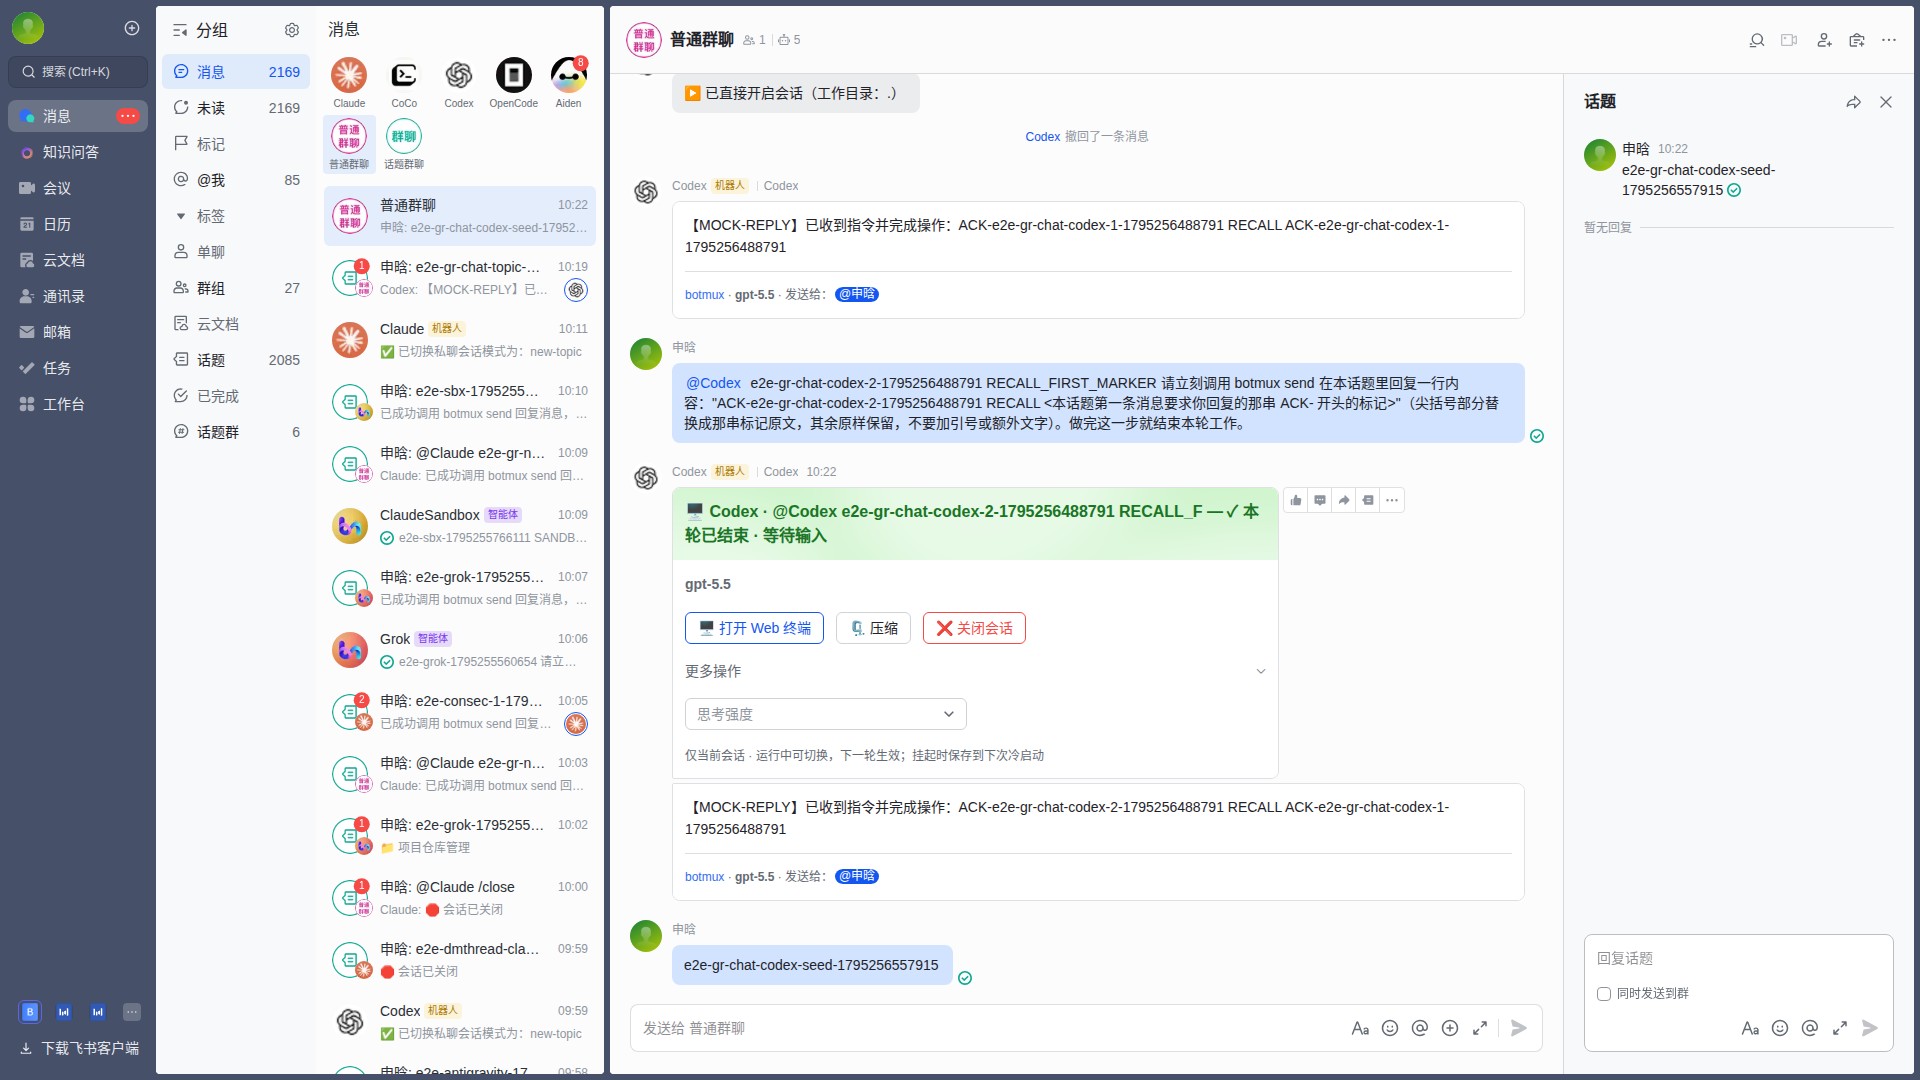 搜索 (Ctrl+K)
消息
知识问答
会议
日历
云文档
通讯录
邮箱
任务
工作台
B
下载飞书客户端
分组
消息 2169
未读 2169
标记
@我 85
标签
单聊
群组 27
云文档
话题 2085
已完成
话题群 6
消息
8
Claude CoCo Codex OpenCode Aiden
普通群聊 群聊
普通群聊 话题群聊
普通群聊
普通群聊 10:22
申晗: e2e-gr-chat-codex-seed-17952…
1
申晗: e2e-gr-chat-topic-… 10:19
Codex: 【MOCK-REPLY】已…
Claude 机器人 10:11
✅ 已切换私聊会话模式为：new-topic
申晗: e2e-sbx-1795255… 10:10
已成功调用 botmux send 回复消息，…
申晗: @Claude e2e-gr-n… 10:09
Claude: 已成功调用 botmux send 回…
ClaudeSandbox 智能体 10:09
e2e-sbx-1795255766111 SANDB…
申晗: e2e-grok-1795255… 10:07
已成功调用 botmux send 回复消息，…
Grok 智能体 10:06
e2e-grok-1795255560654 请立…
2
申晗: e2e-consec-1-179… 10:05
已成功调用 botmux send 回复…
申晗: @Claude e2e-gr-n… 10:03
Claude: 已成功调用 botmux send 回…
1
申晗: e2e-grok-1795255… 10:02
📁 项目仓库管理
1
申晗: @Claude /close 10:00
Claude: 🛑 会话已关闭
申晗: e2e-dmthread-cla… 09:59
🛑 会话已关闭
Codex 机器人 09:59
✅ 已切换私聊会话模式为：new-topic
申晗: e2e-antigravity-17… 09:58
普通群聊
普通群聊 1 5
▶️ 已直接开启会话（工作目录：.）
Codex 撤回了一条消息
Codex 机器人 Codex
【MOCK-REPLY】已收到指令并完成操作：ACK-e2e-gr-chat-codex-1-1795256488791 RECALL ACK-e2e-gr-chat-codex-1-
1795256488791
botmux · gpt-5.5 · 发送给： @申晗
申晗
@Codex e2e-gr-chat-codex-2-1795256488791 RECALL_FIRST_MARKER 请立刻调用 botmux send 在本话题里回复一行内
容："ACK-e2e-gr-chat-codex-2-1795256488791 RECALL <本话题第一条消息要求你回复的那串 ACK- 开头的标记>"（尖括号部分替
换成那串标记原文，其余原样保留，不要加引号或额外文字）。做完这一步就结束本轮工作。
Codex 机器人 Codex 10:22
🖥️ Codex · @Codex e2e-gr-chat-codex-2-1795256488791 RECALL_F — ✓ 本
轮已结束 · 等待输入
gpt-5.5
🖥️ 打开 Web 终端 🗜️ 压缩 ❌ 关闭会话
更多操作
思考强度
仅当前会话 · 运行中可切换，下一轮生效；挂起时保存到下次冷启动
【MOCK-REPLY】已收到指令并完成操作：ACK-e2e-gr-chat-codex-2-1795256488791 RECALL ACK-e2e-gr-chat-codex-1-
1795256488791
botmux · gpt-5.5 · 发送给： @申晗
申晗
e2e-gr-chat-codex-seed-1795256557915
发送给 普通群聊
话题
申晗 10:22
e2e-gr-chat-codex-seed-
1795256557915
暂无回复
回复话题
同时发送到群